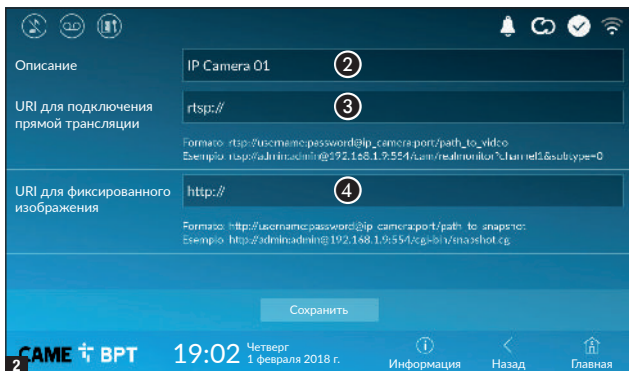 Описание
IP Camera 01
2
URI для подключения
прямой трансляции
rtsp://
3
Formato: rtsp://username:password@ip_camera:port/path_to_video
Esempio: rtsp://admin:admin@192.168.1.9:554/cam/realmonitor?channel1&subtype=0
URI для фиксированного
изображения
http://
4
Formato: http://username:password@ip_camera:port/path_to_snapshot
Esempio: http://admin:admin@192.168.1.9:554/cgi-bin/snapshot.cg
Сохранить
2
CAME BPT
19:02
Четверг
1 февраля 2018 г.
Информация
Назад
Главная